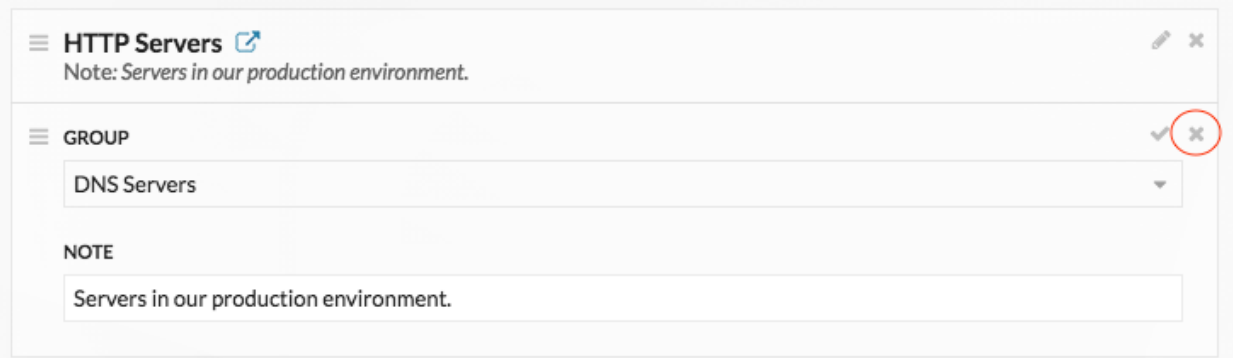 HTTP Servers
Note: Servers in our production environment.
GROUP
DNS Servers
NOTE
Servers in our production environment.